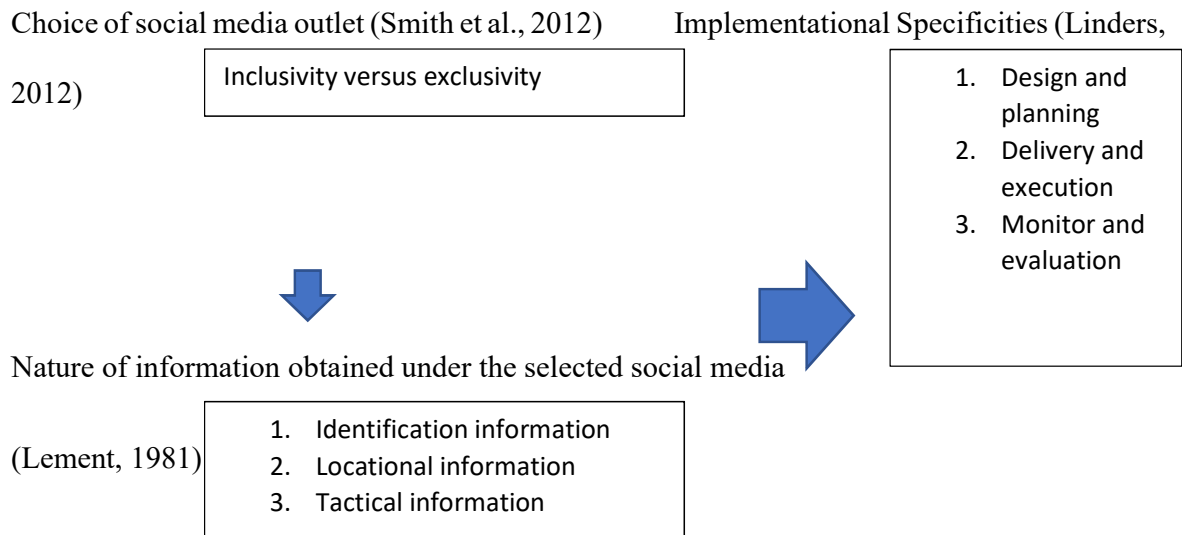 Choice of social media outlet (Smith et al., 2012) Implementational Specificities (Linders,
2012)
Inclusivity versus exclusivity
1. Design and
planning
2. Delivery and
execution
3. Monitor and
evaluation
Nature of information obtained under the selected social media
(Lement, 1981)
1. Identification information
2. Locational information
3. Tactical information